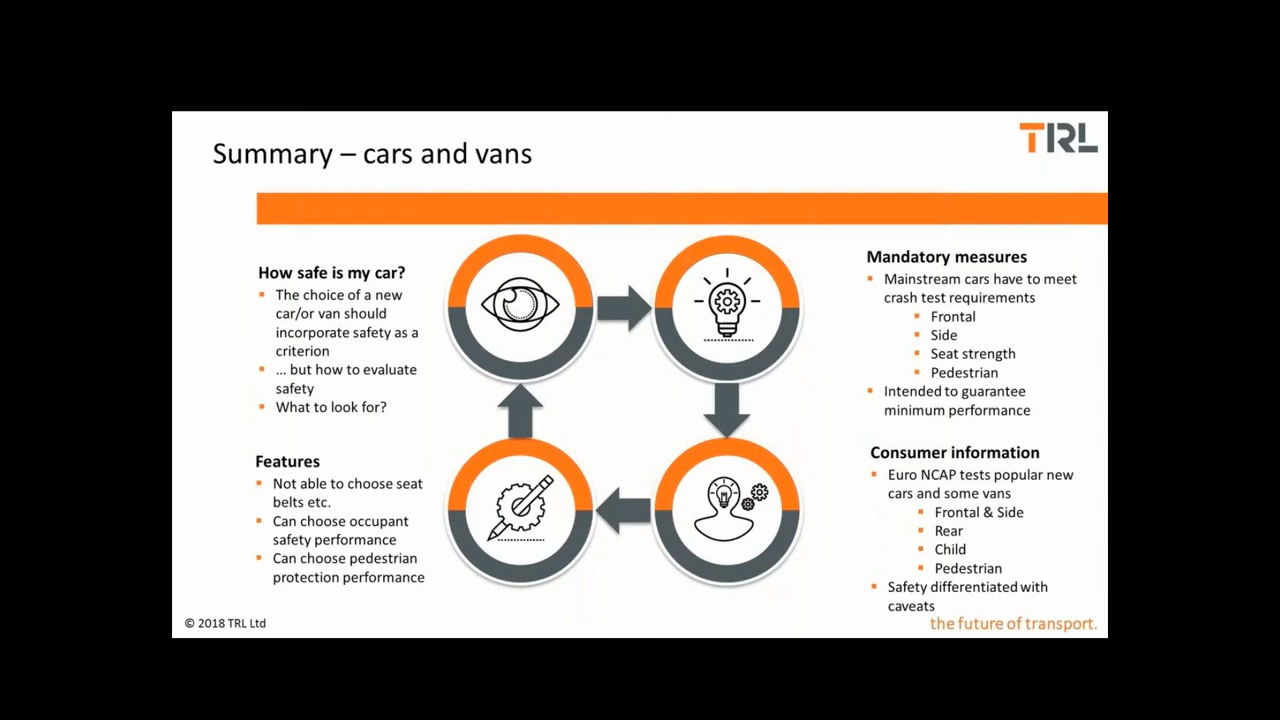 Summary – cars and vans
TRL
How safe is my car?
▪ The choice of a new
car/or van should
incorporate safety as a
criterion
▪ ... but how to evaluate
safety
▪ What to look for?
Mandatory measures
▪ Mainstream cars have to meet
crash test requirements
▪ Frontal
▪ Side
▪ Seat strength
▪ Pedestrian
▪ Intended to guarantee
minimum performance
Consumer information
▪ Euro NCAP tests popular new
cars and some vans
▪ Frontal & Side
▪ Rear
▪ Child
▪ Pedestrian
▪ Safety differentiated with
caveats
Features
▪ Not able to choose seat
belts etc.
▪ Can choose occupant
safety performance
▪ Can choose pedestrian
protection performance
© 2018 TRL Ltd
the future of transport.